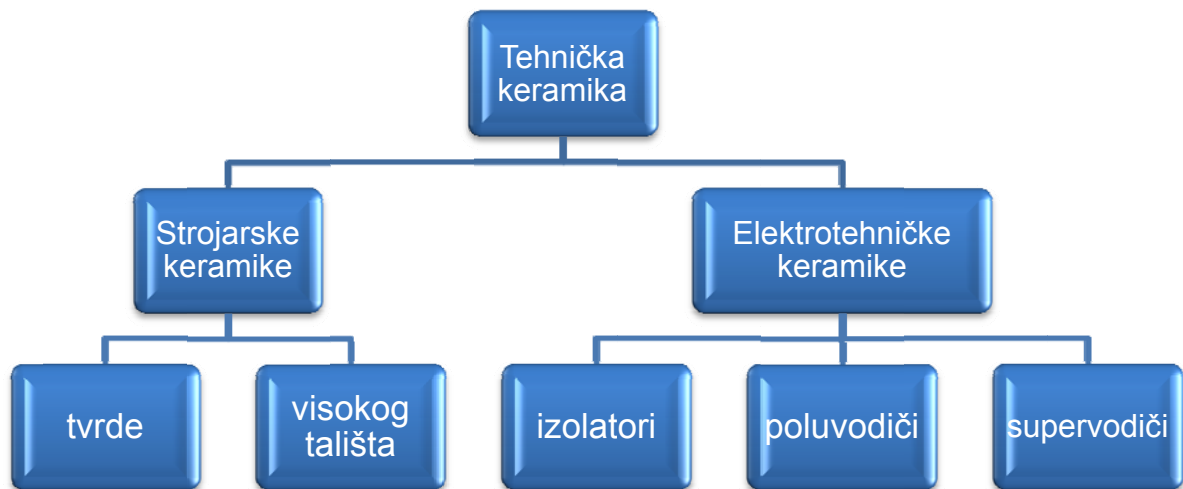 Tehnička
keramika
Strojarske
keramike
Elektrotehničke
keramike
tvrde
visokog
tališta
izolatori
poluvodiči
supervodiči